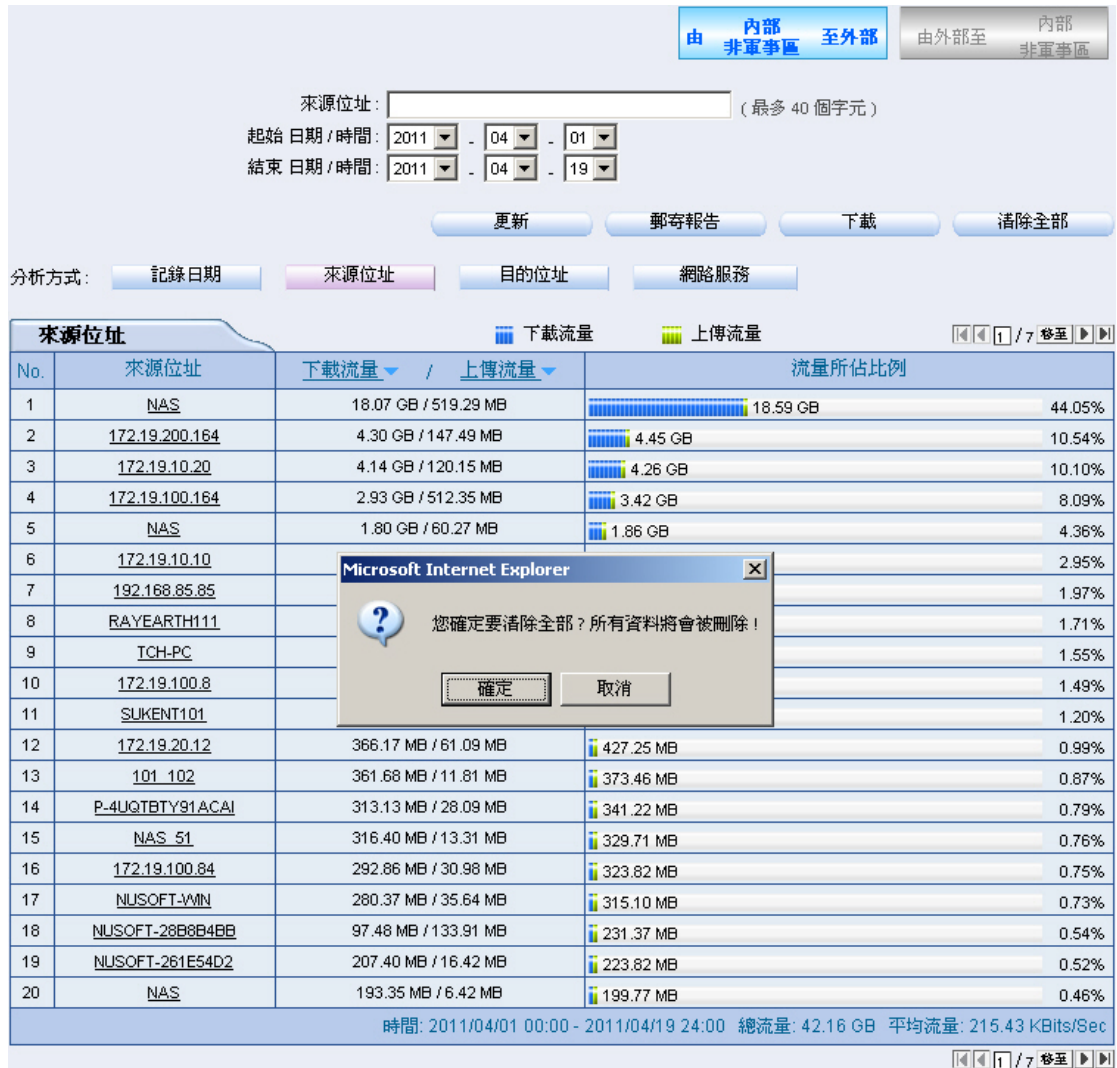 由 內部 非軍事區 至外部 由外部至 內部 非軍事區
來源位址: (最多 40 個字元)
起始 日期 / 時間: 2011 - 04 - 01
結束 日期 / 時間: 2011 - 04 - 19
更新 郵寄報告 下載 清除全部
分析方式: 記錄日期 來源位址 目的位址 網路服務
來源位址 下載流量 上傳流量 1 / 7 移至
No. 來源位址 下載流量 / 上傳流量 流量所佔比例
1 NAS 18.07 GB / 519.29 MB 18.59 GB 44.05%
2 172.19.200.164 4.30 GB / 147.49 MB 4.45 GB 10.54%
3 172.19.10.20 4.14 GB / 120.15 MB 4.26 GB 10.10%
4 172.19.100.164 2.93 GB / 512.35 MB 3.42 GB 8.09%
5 NAS 1.80 GB / 60.27 MB 1.86 GB 4.36%
6 172.19.10.10 2.95%
7 192.168.85.85 1.97%
8 RAYEARTH111 1.71%
9 TCH-PC 1.55%
10 172.19.100.8 1.49%
11 SUKENT101 1.20%
Microsoft Internet Explorer
您確定要清除全部?所有資料將會被刪除!
確定 取消
12 172.19.20.12 366.17 MB / 61.09 MB 427.25 MB 0.99%
13 101_102 361.68 MB / 11.81 MB 373.46 MB 0.87%
14 P-4UQTBTY91ACAI 313.13 MB / 28.09 MB 341.22 MB 0.79%
15 NAS_51 316.40 MB / 13.31 MB 329.71 MB 0.76%
16 172.19.100.84 292.86 MB / 30.98 MB 323.82 MB 0.75%
17 NUSOFT-WIN 280.37 MB / 35.64 MB 315.10 MB 0.73%
18 NUSOFT-28B8B4BB 97.48 MB / 133.91 MB 231.37 MB 0.54%
19 NUSOFT-261E54D2 207.40 MB / 16.42 MB 223.82 MB 0.52%
20 NAS 193.35 MB / 6.42 MB 199.77 MB 0.46%
時間: 2011/04/01 00:00 - 2011/04/19 24:00 總流量: 42.16 GB 平均流量: 215.43 KBits/Sec
1 / 7 移至